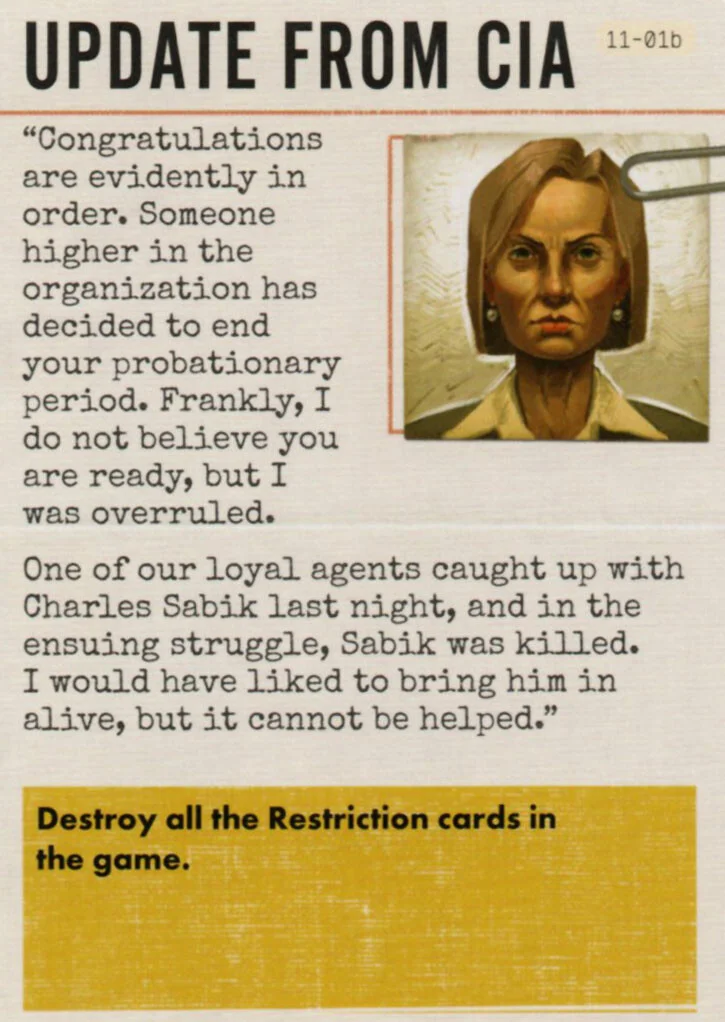 UPDATE FROM CIA
11-01b
“Congratulations
are evidently in
order. Someone
higher in the
organization has
decided to end
your probationary
period. Frankly, I
do not believe you
are ready, but I
was overruled.
One of our loyal agents caught up with
Charles Sabik last night, and in the
ensuing struggle, Sabik was killed.
I would have liked to bring him in
alive, but it cannot be helped.”
Destroy all the Restriction cards in
the game.